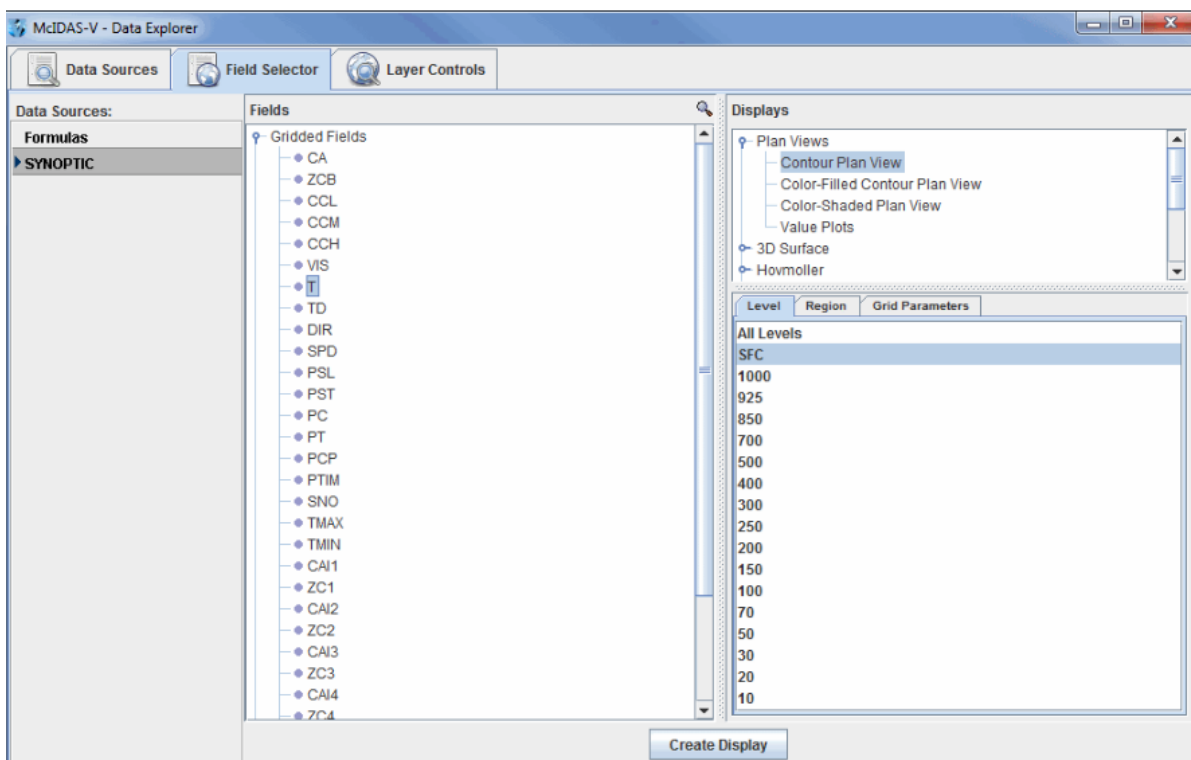 McIDAS-V - Data Explorer
Data Sources
Field Selector
Layer Controls
Data Sources:
Formulas
SYNOPTIC
Fields
Gridded Fields
CA
ZCB
CCL
CCM
CCH
VIS
T
TD
DIR
SPD
PSL
PST
PC
PT
PCP
PTIM
SNO
TMAX
TMIN
CAI1
ZC1
CAI2
ZC2
CAI3
ZC3
CAI4
ZC4
Displays
Plan Views
Contour Plan View
Color-Filled Contour Plan View
Color-Shaded Plan View
Value Plots
3D Surface
Hovmoller
Level
Region
Grid Parameters
All Levels
SFC
1000
925
850
700
500
400
300
250
200
150
100
70
50
30
20
10
Create Display